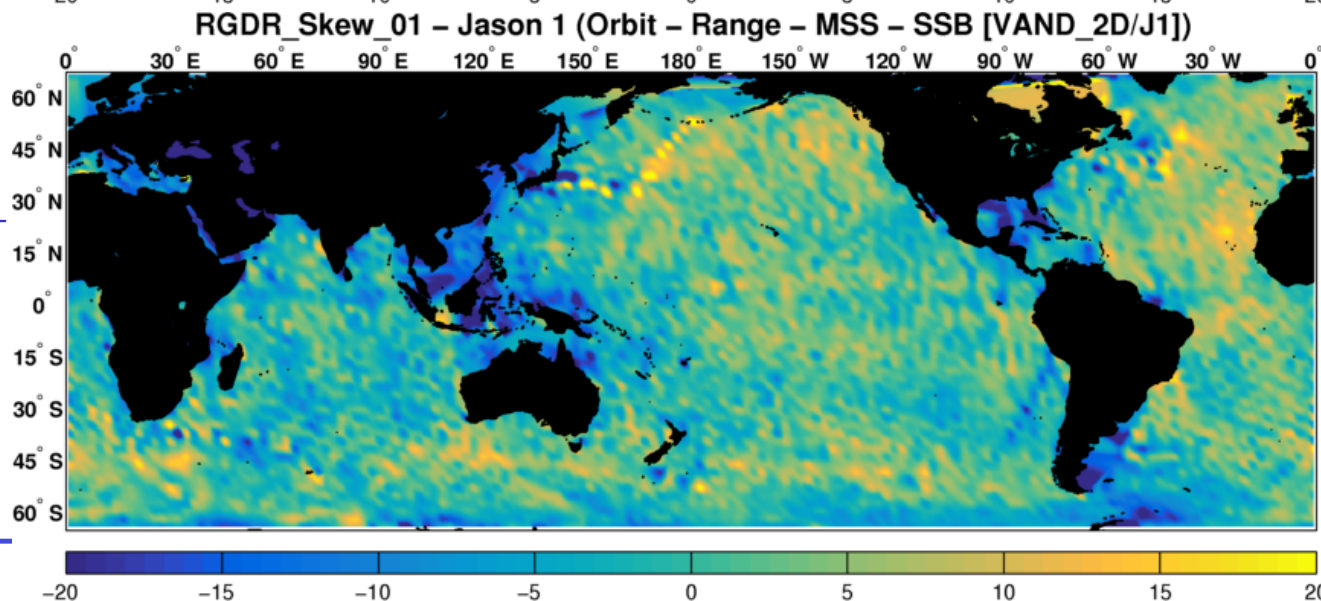 RGDR_Skew_01 – Jason 1 (Orbit – Range – MSS – SSB [VAND_2D/J1])
0° 30° E 60° E 90° E 120° E 150° E 180° E 150° W 120° W 90° W 60° W 30° W 0°
60° N
45° N
30° N
15° N
0°
15° S
30° S
45° S
60° S
−20 −15 −10 −5 0 5 10 15 20